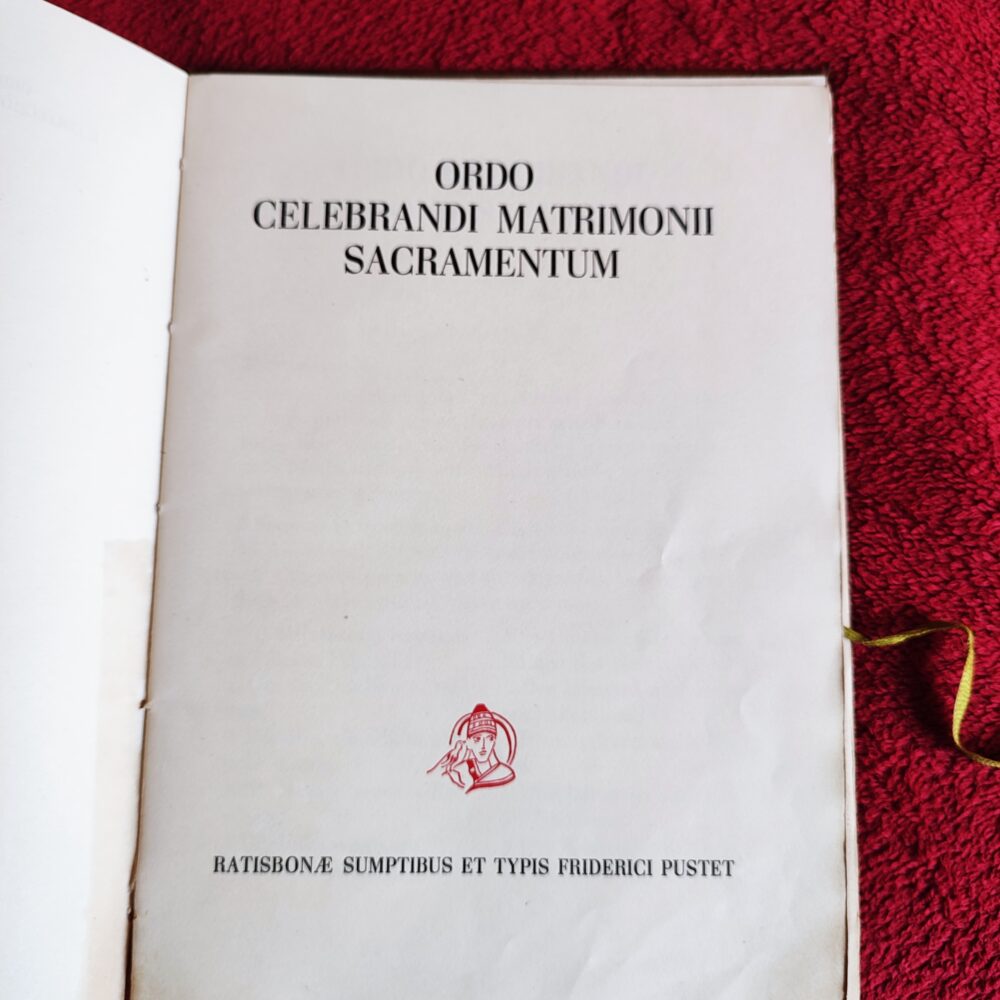 ORDO
CELEBRANDI MATRIMONII
SACRAMENTUM
RATISBONÆ SUMPTIBUS ET TYPIS FRIDERICI PUSTET